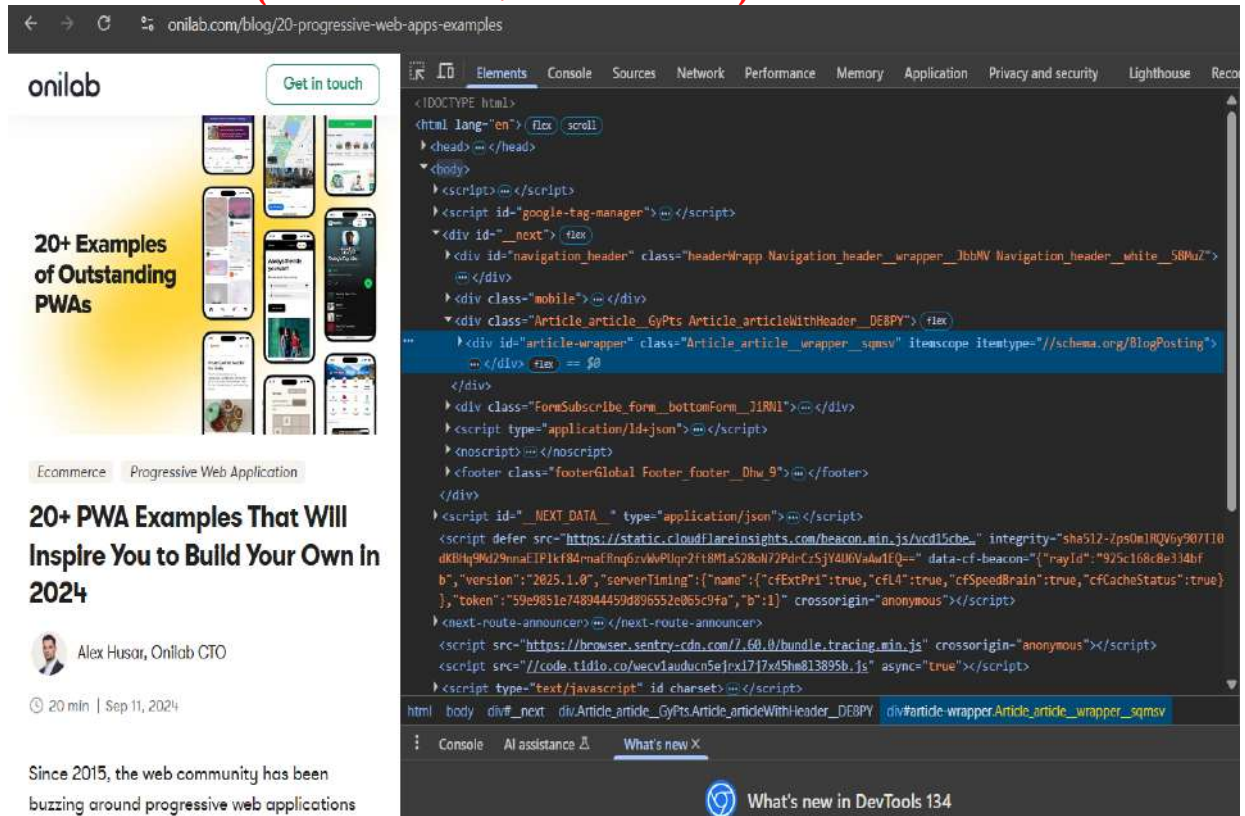 onilab.com/blog/20-progressive-web-apps-examples
onilab
Get in touch
20+ Examples
of Outstanding
PWAs
Ecommerce Progressive Web Application
20+ PWA Examples That Will
Inspire You to Build Your Own in
2024
Alex Husar, Onilab CTO
20 min | Sep 11, 2024
Since 2015, the web community has been
buzzing around progressive web applications
Elements Console Sources Network Performance Memory Application Privacy and security Lighthouse Recor
<!DOCTYPE html>
<html lang="en"> flex scroll
<head> … </head>
<body>
<script> … </script>
<script id="google-tag-manager"> … </script>
<div id="__next"> flex
<div id="navigation_header" class="headerWrapp Navigation_header__wrapper__JbbMV Navigation_header__white__5BMuZ">
… </div>
<div class="mobile"> … </div>
<div class="Article_article__GyPts Article_articleWithHeader__DE8PY"> flex
… <div id="article-wrapper" class="Article_article__wrapper__sqmsv" itemscope itemtype="//schema.org/BlogPosting">
… </div> flex == $0
</div>
<div class="FormSubscribe_form__bottomForm__J1RNl"> … </div>
<script type="application/ld+json"> … </script>
<noscript> … </noscript>
<footer class="footerGlobal Footer_footer__Dhw_9"> … </footer>
</div>
<script id="__NEXT_DATA__" type="application/json"> … </script>
<script defer src="https://static.cloudflareinsights.com/beacon.min.js/vcd15cbe…" integrity="
data-cf-beacon="{"rayId":"925c168c8e334bf
b","version":"2025.1.0","serverTiming":{"name":{"cfExtPri":true,"cfL4":true,"cfSpeedBrain":true,"cfCacheStatus":true}
},"token":"59e9851e748944459d896552e065c9fa","b":1}" crossorigin="anonymous"></script>
<next-route-announcer> … </next-route-announcer>
<script src="https://browser.sentry-cdn.com/7.60.0/bundle.tracing.min.js" crossorigin="anonymous"></script>
<script src="//code.tidio.co/wecv1auducn5ejrxi7j7x45hm8l3895b.js" async="true"></script>
<script type="text/javascript" id charset> … </script>
html body div#__next div.Article_article__GyPts.Article_articleWithHeader__DE8PY div#article-wrapper.Article_article__wrapper__sqmsv
Console AI assistance What's new ×
What's new in DevTools 134